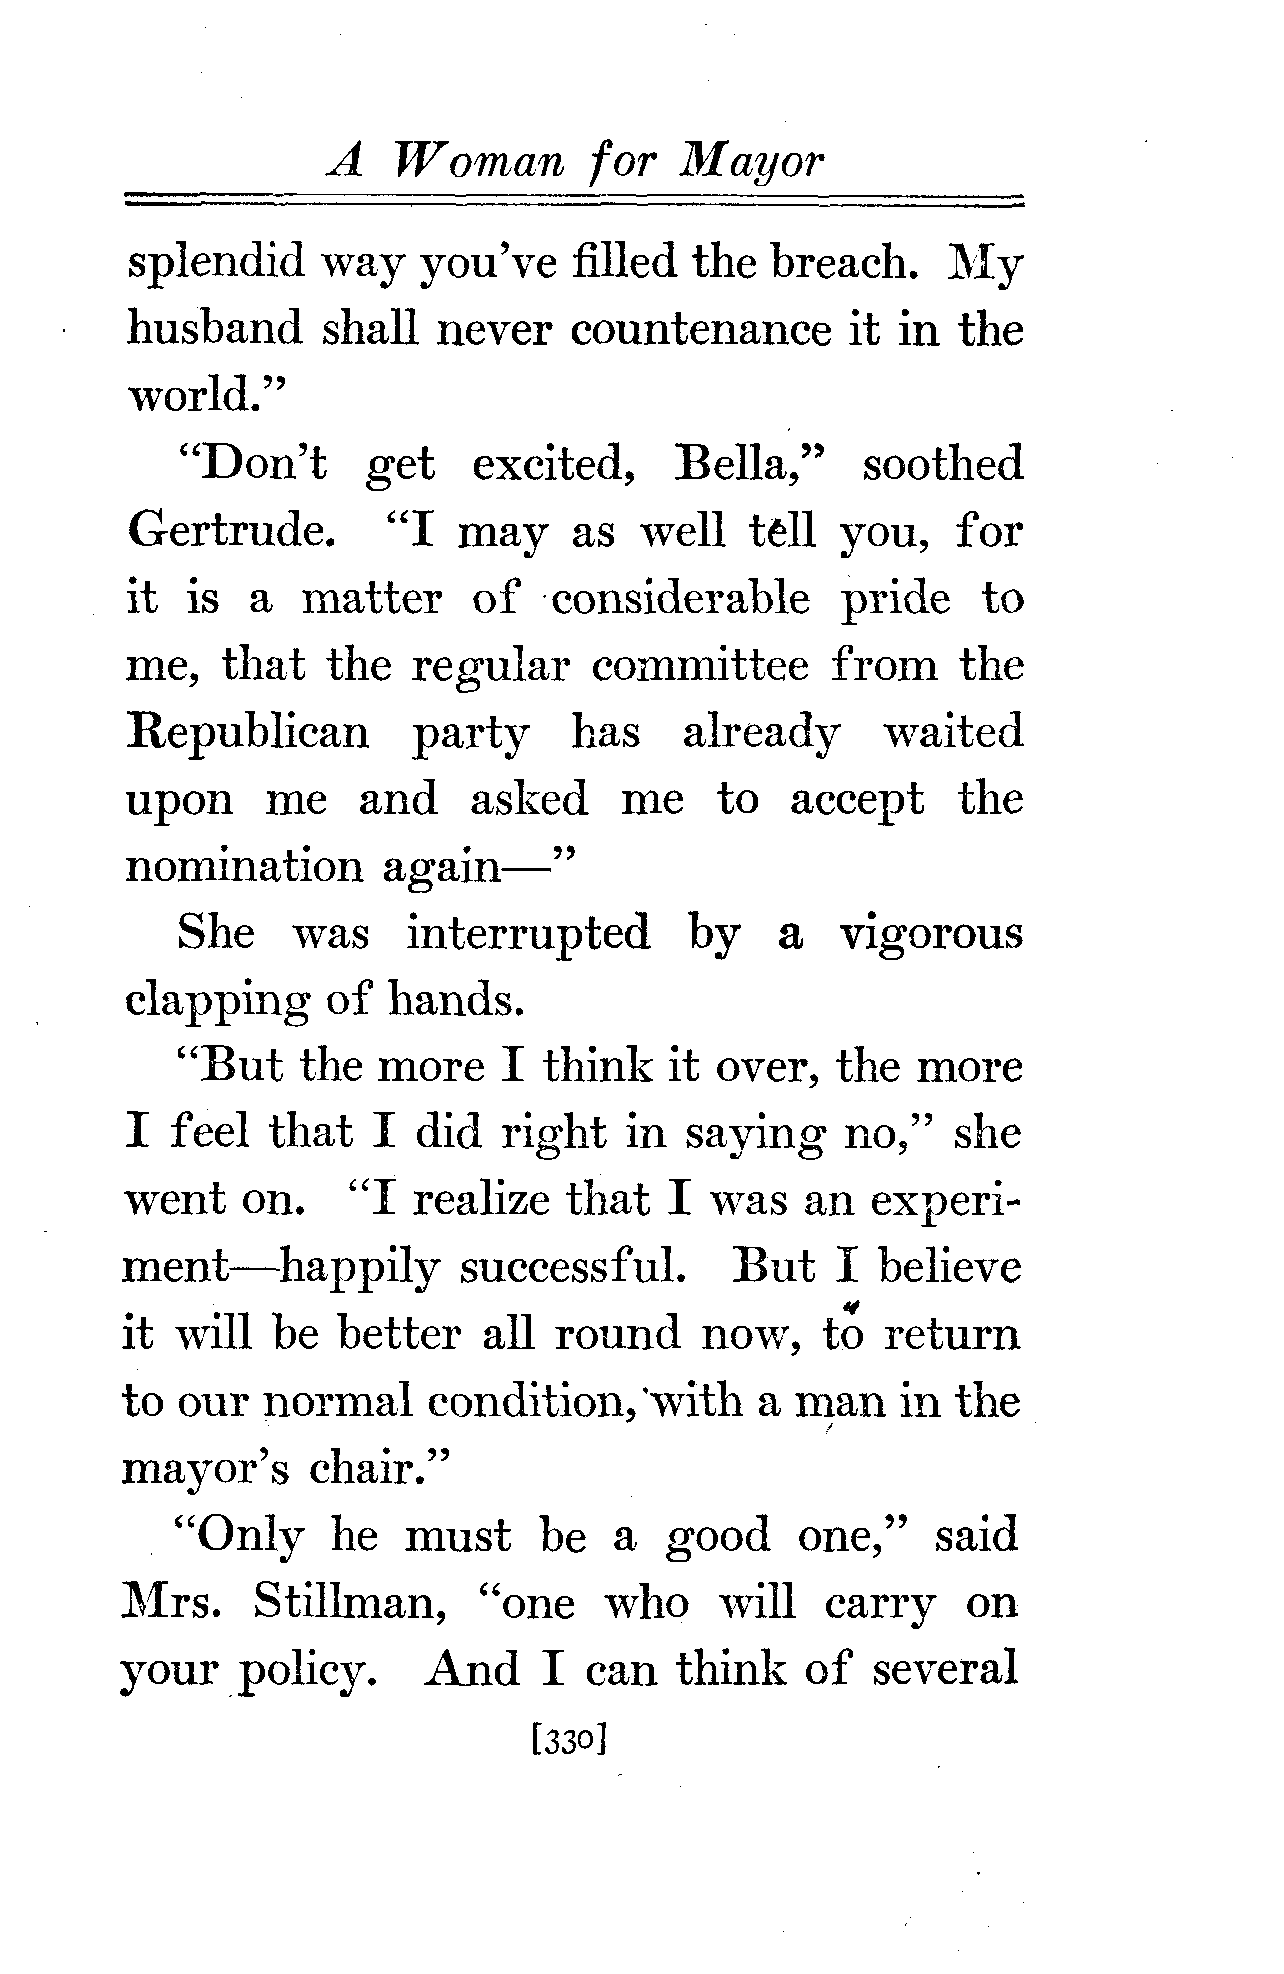 A Woman for Mayor
splendid way you've filled the breach. My
husband shall never countenance it in the
world."
"Don't get excited, Bella," soothed
Gertrude. "I may as well tell you, for
it is a matter of considerable pride to
me, that the regular committee from the
Republican party has already waited
upon me and asked me to accept the
nomination again—"
She was interrupted by a vigorous
clapping of hands.
"But the more I think it over, the more
I feel that I did right in saying no," she
went on. "I realize that I was an experi-
ment—happily successful. But I believe
it will be better all round now, to return
to our normal condition, with a man in the
mayor's chair."
"Only he must be a good one," said
Mrs. Stillman, "one who will carry on
your policy. And I can think of several
[330]